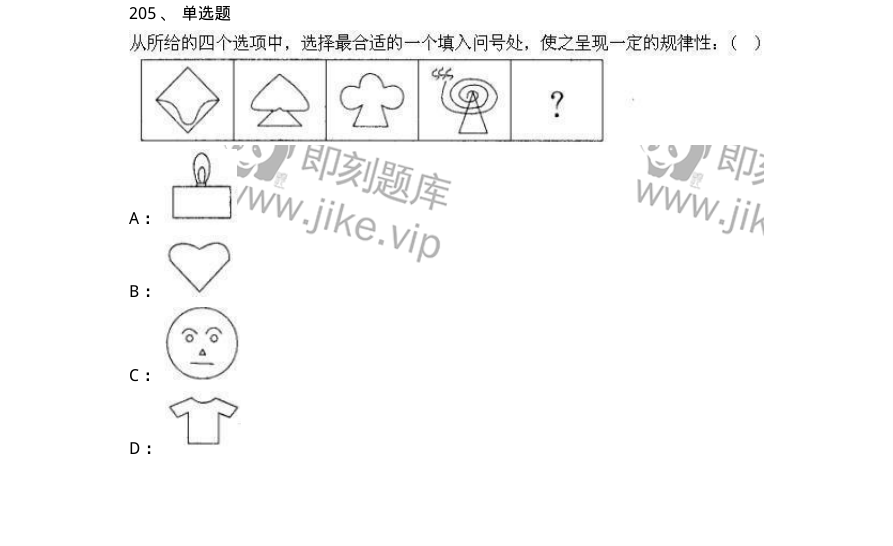 205 、 单选题
从所给的四个选项中，选择最合适的一个填入问号处，使之呈现一定的规律性：（ ）
?
即刻题库
www.jike.vip
即刻
www.jik
A：
B：
C：
D：